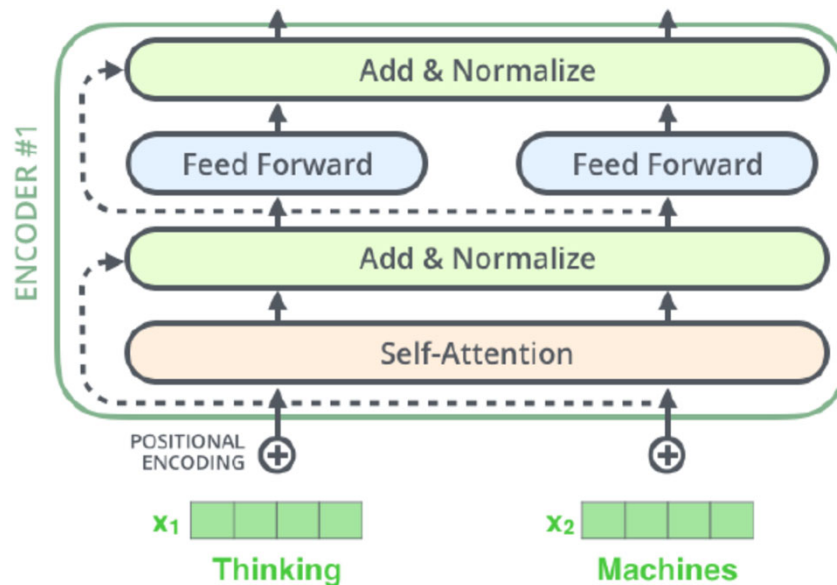 ENCODER #1
Add & Normalize
Feed Forward
Feed Forward
Add & Normalize
Self-Attention
POSITIONAL
ENCODING
x₁
x₂
Thinking
Machines